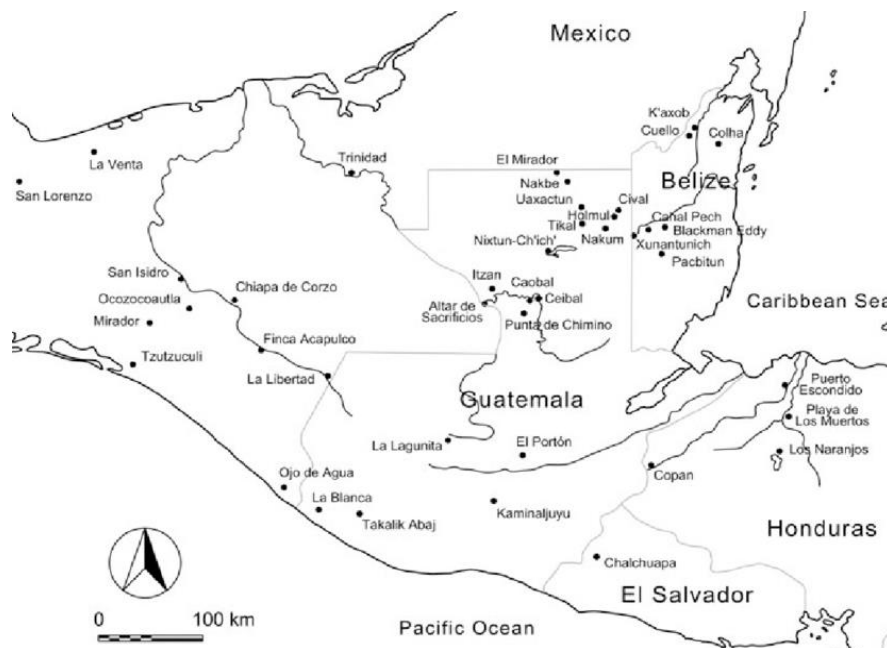 Mexico
K'axob
Cuello
Colha
La Venta
Trinidad
El Mirador
San Lorenzo
Nakbe
Belize
Uaxactun
Cival
Holmul
Cahal Pech
Tikal
Blackman Eddy
Nakum
Xunantunich
Nixtun-Ch'ich'
Pacbitun
San Isidro
Itzan
Caobal
Chiapa de Corzo
Ceibal
Ocozocoautla
Altar de
Sacrificios
Caribbean Sea
Mirador
Punta de Chimino
Finca Acapulco
Tzutzuculi
La Libertad
Puerto
Escondido
Guatemala
Playa de
Los Muertos
La Lagunita
El Portón
Los Naranjos
Copan
Ojo de Agua
La Blanca
Kaminaljuyu
Takalik Abaj
Honduras
Chalchuapa
El Salvador
0 100 km
Pacific Ocean